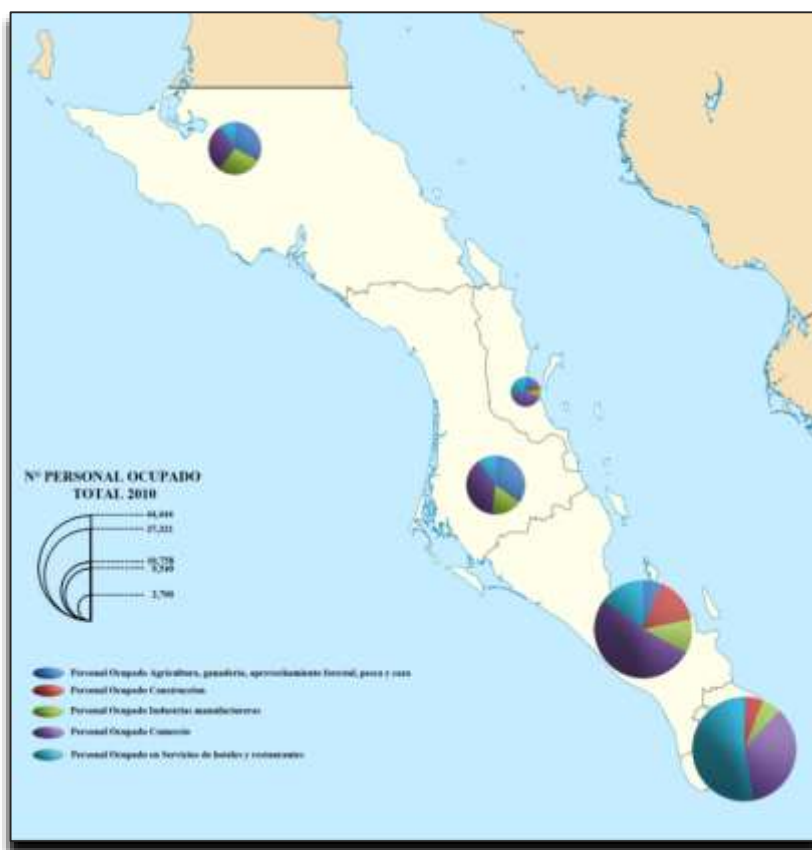 Nº PERSONAL OCUPADO
TOTAL 2010
Personal Ocupado Agricultura, ganadería, aprovechamiento forestal, pesca y caza
Personal Ocupado Construccion
Personal Ocupado Industrias manufactureras
Personal Ocupado Comercio
Personal Ocupado en Servicios de hoteles y restaurantes